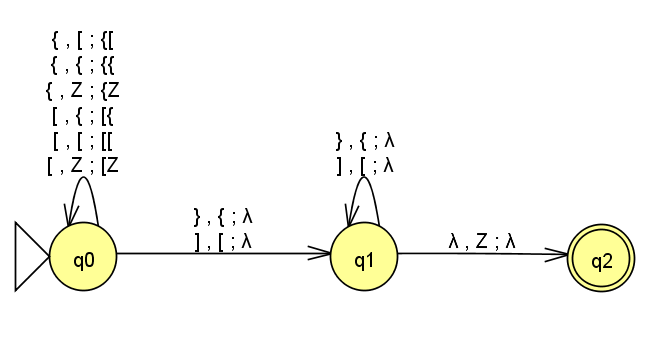 { , [ ; {[
{ , { ; {{
{ , Z ; {Z
[ , { ; [{
[ , [ ; [[
[ , Z ; [Z
} , { ; λ
] , [ ; λ
} , { ; λ
] , [ ; λ
λ , Z ; λ
q0
q1
q2